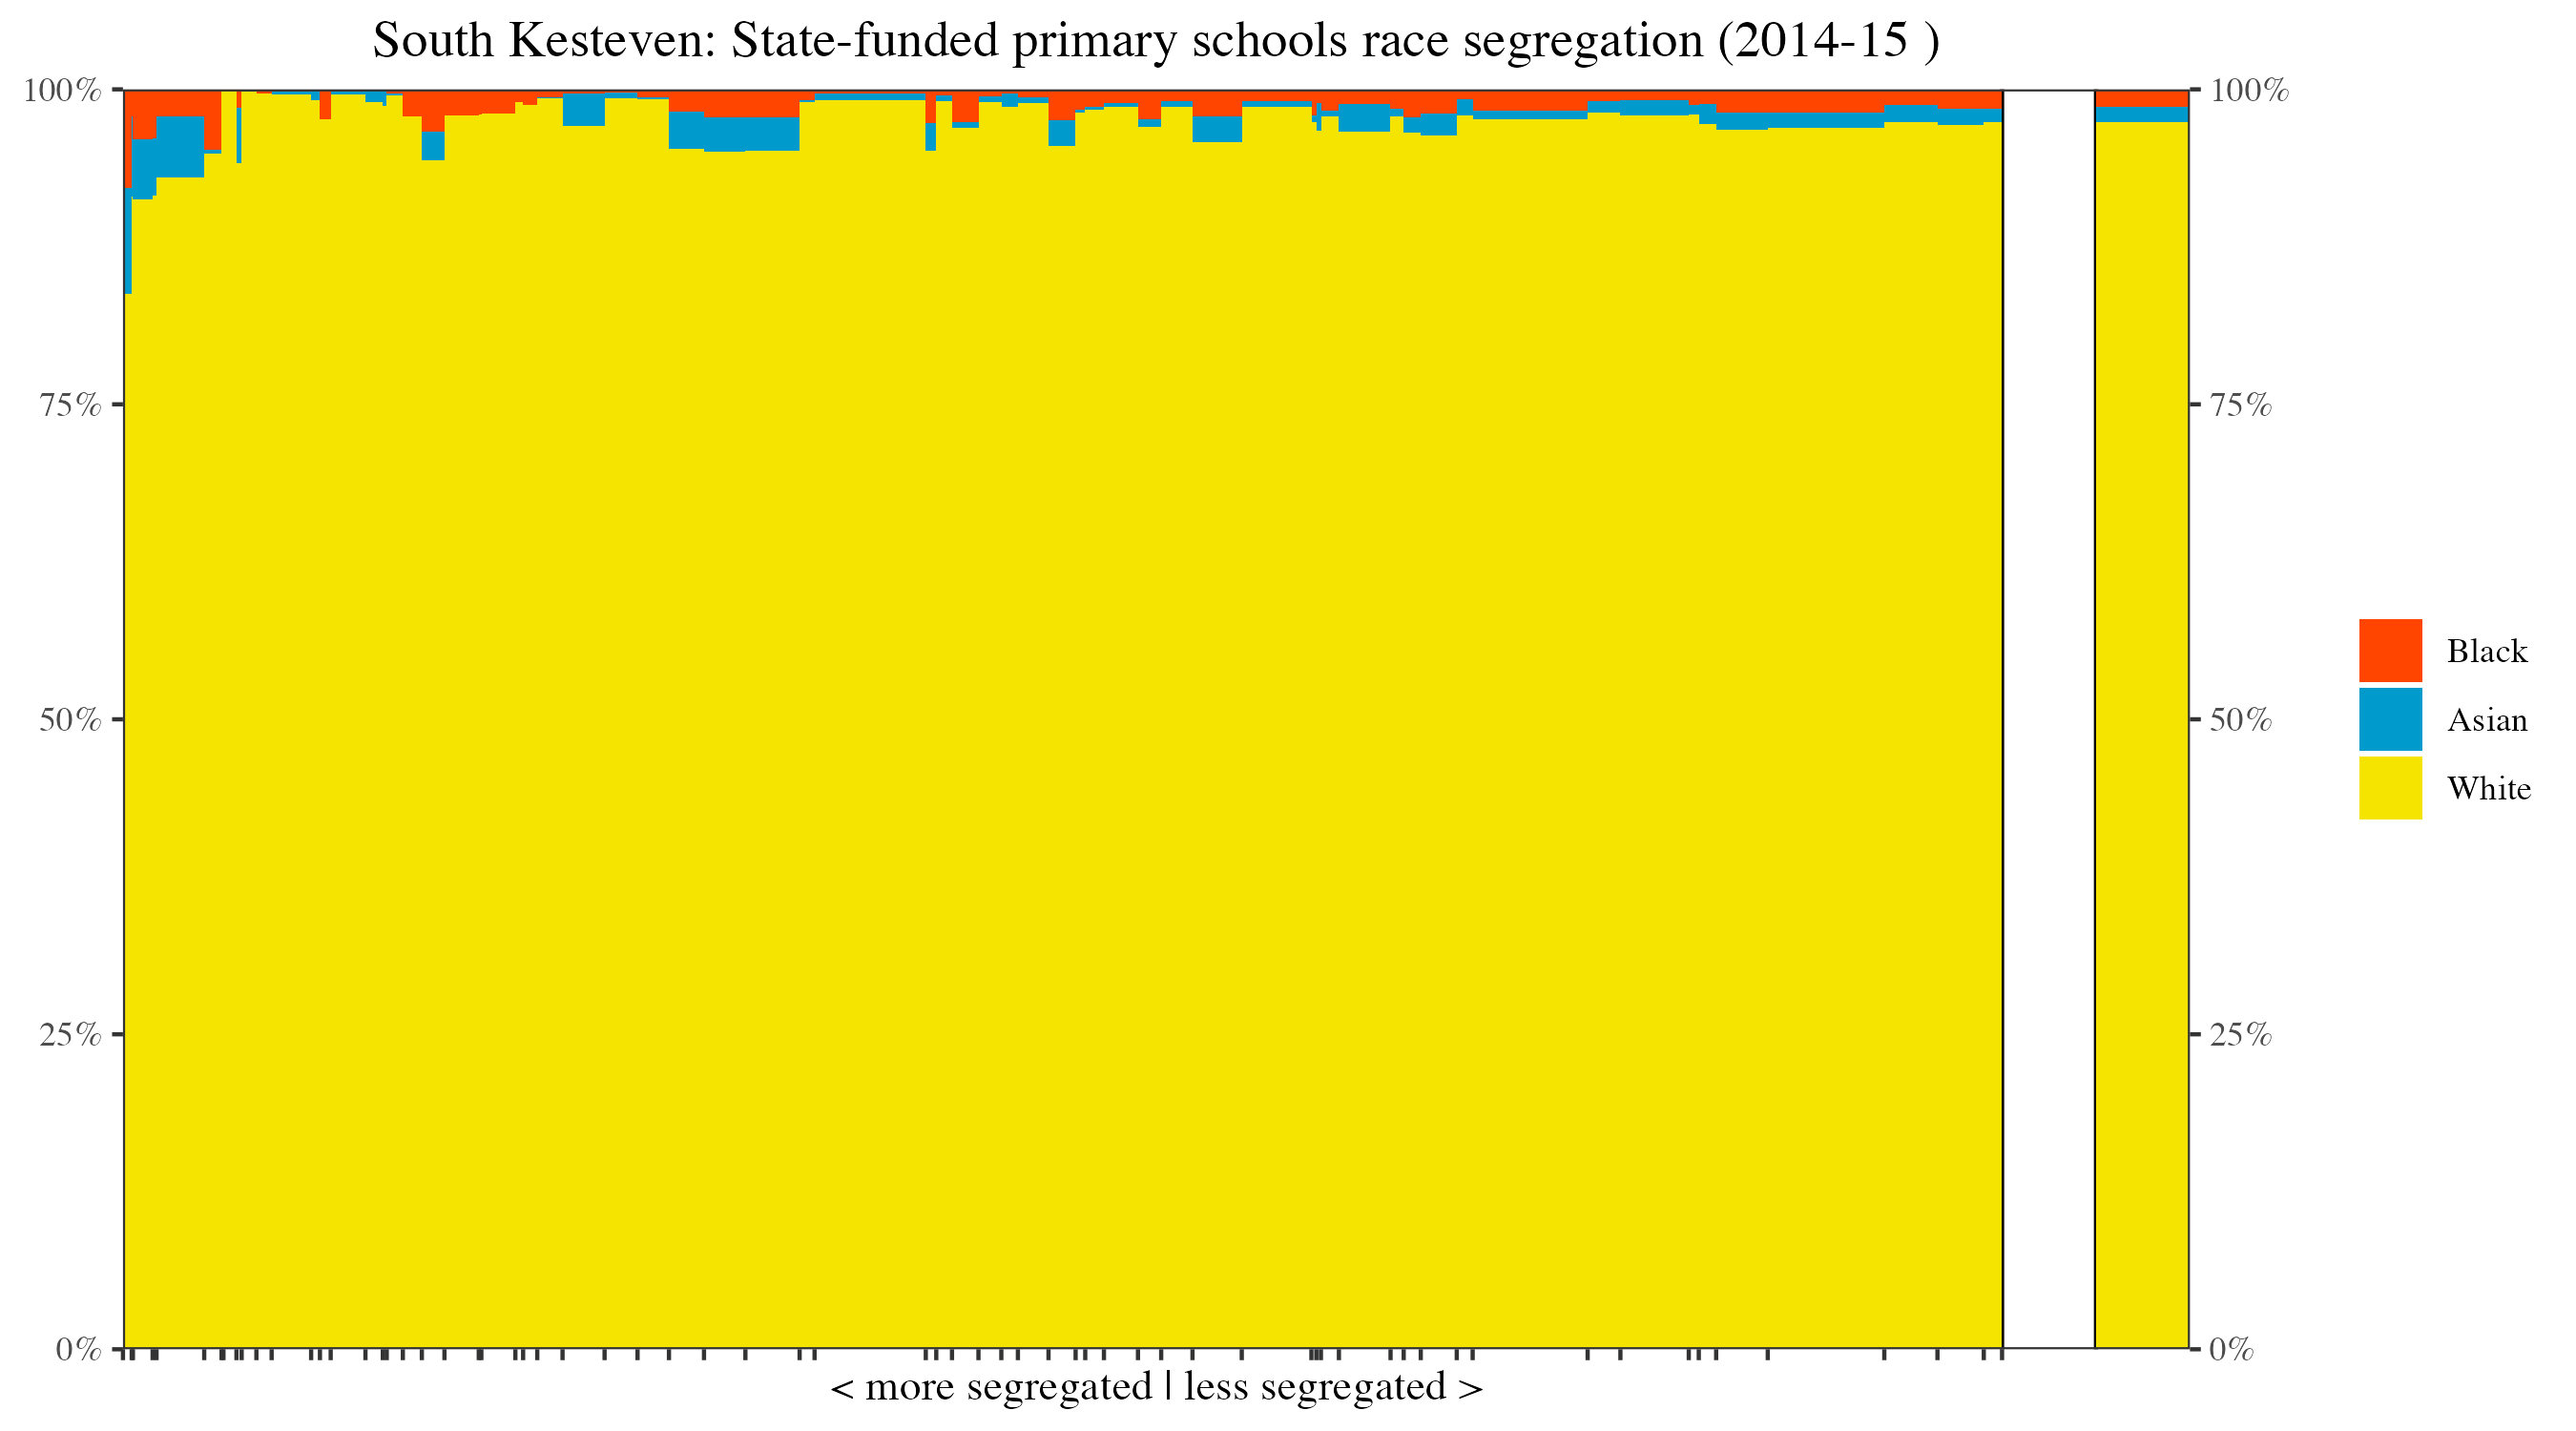 South Kesteven: State-funded primary schools race segregation (2014-15 )
100%
75%
50%
25%
0%
100%
75%
50%
25%
0%
Black
Asian
White
< more segregated | less segregated >